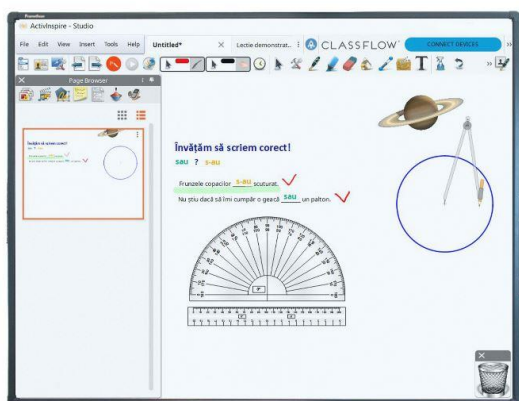 Promethean
ActivInspire - Studio
File Edit View Insert Tools Help
Untitled*
Lectie demonstrat..
CLASSFLOW
CONNECT DEVICES
Page Browser
Învățăm să scriem corect!
sau ? s-au
Frunzele copacilor s-au scuturat.
Nu știu dacă să îmi cumpăr o geacă sau un palton.